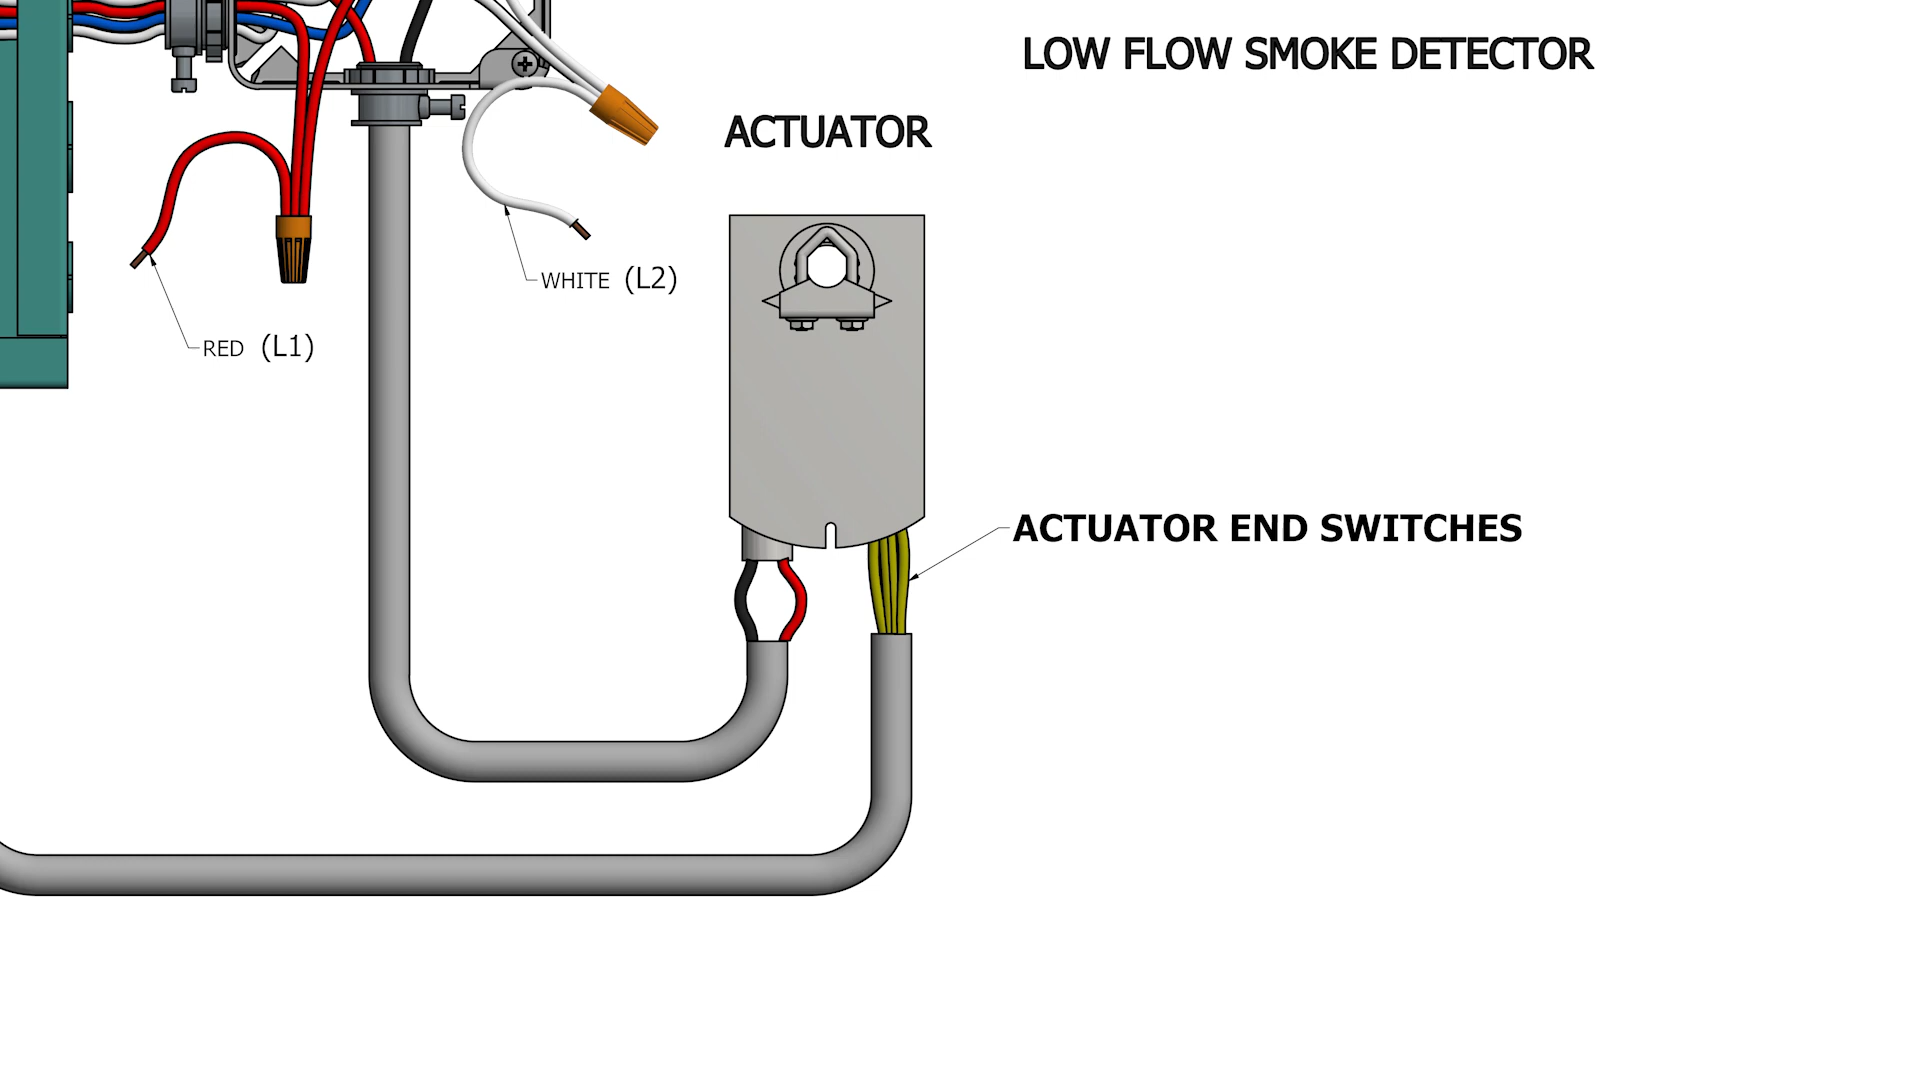 LOW FLOW SMOKE DETECTOR
ACTUATOR
WHITE (L2)
RED (L1)
ACTUATOR END SWITCHES